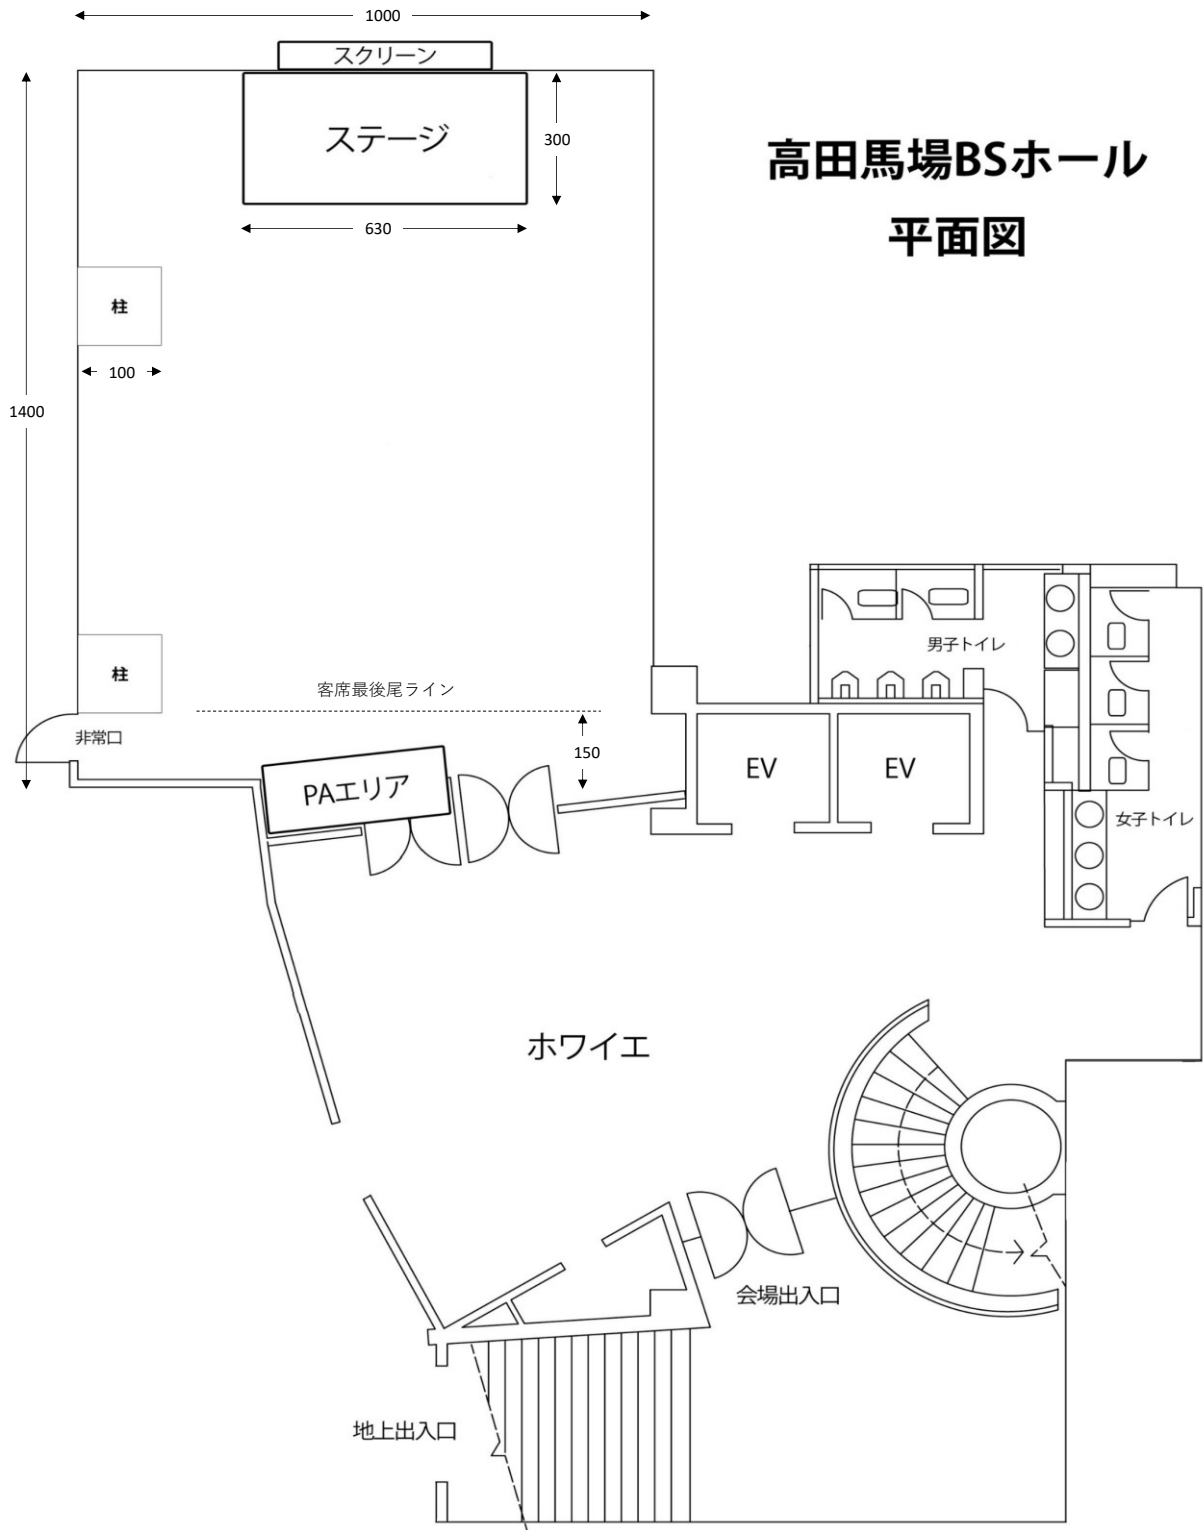 1000
スクリーン
ステージ
300
高田馬場BSホール
平面図
630
柱
100
1400
柱
客席最後尾ライン
非常口
150
PAエリア
EV
EV
男子トイレ
女子トイレ
ホワイエ
会場出入口
地上出入口